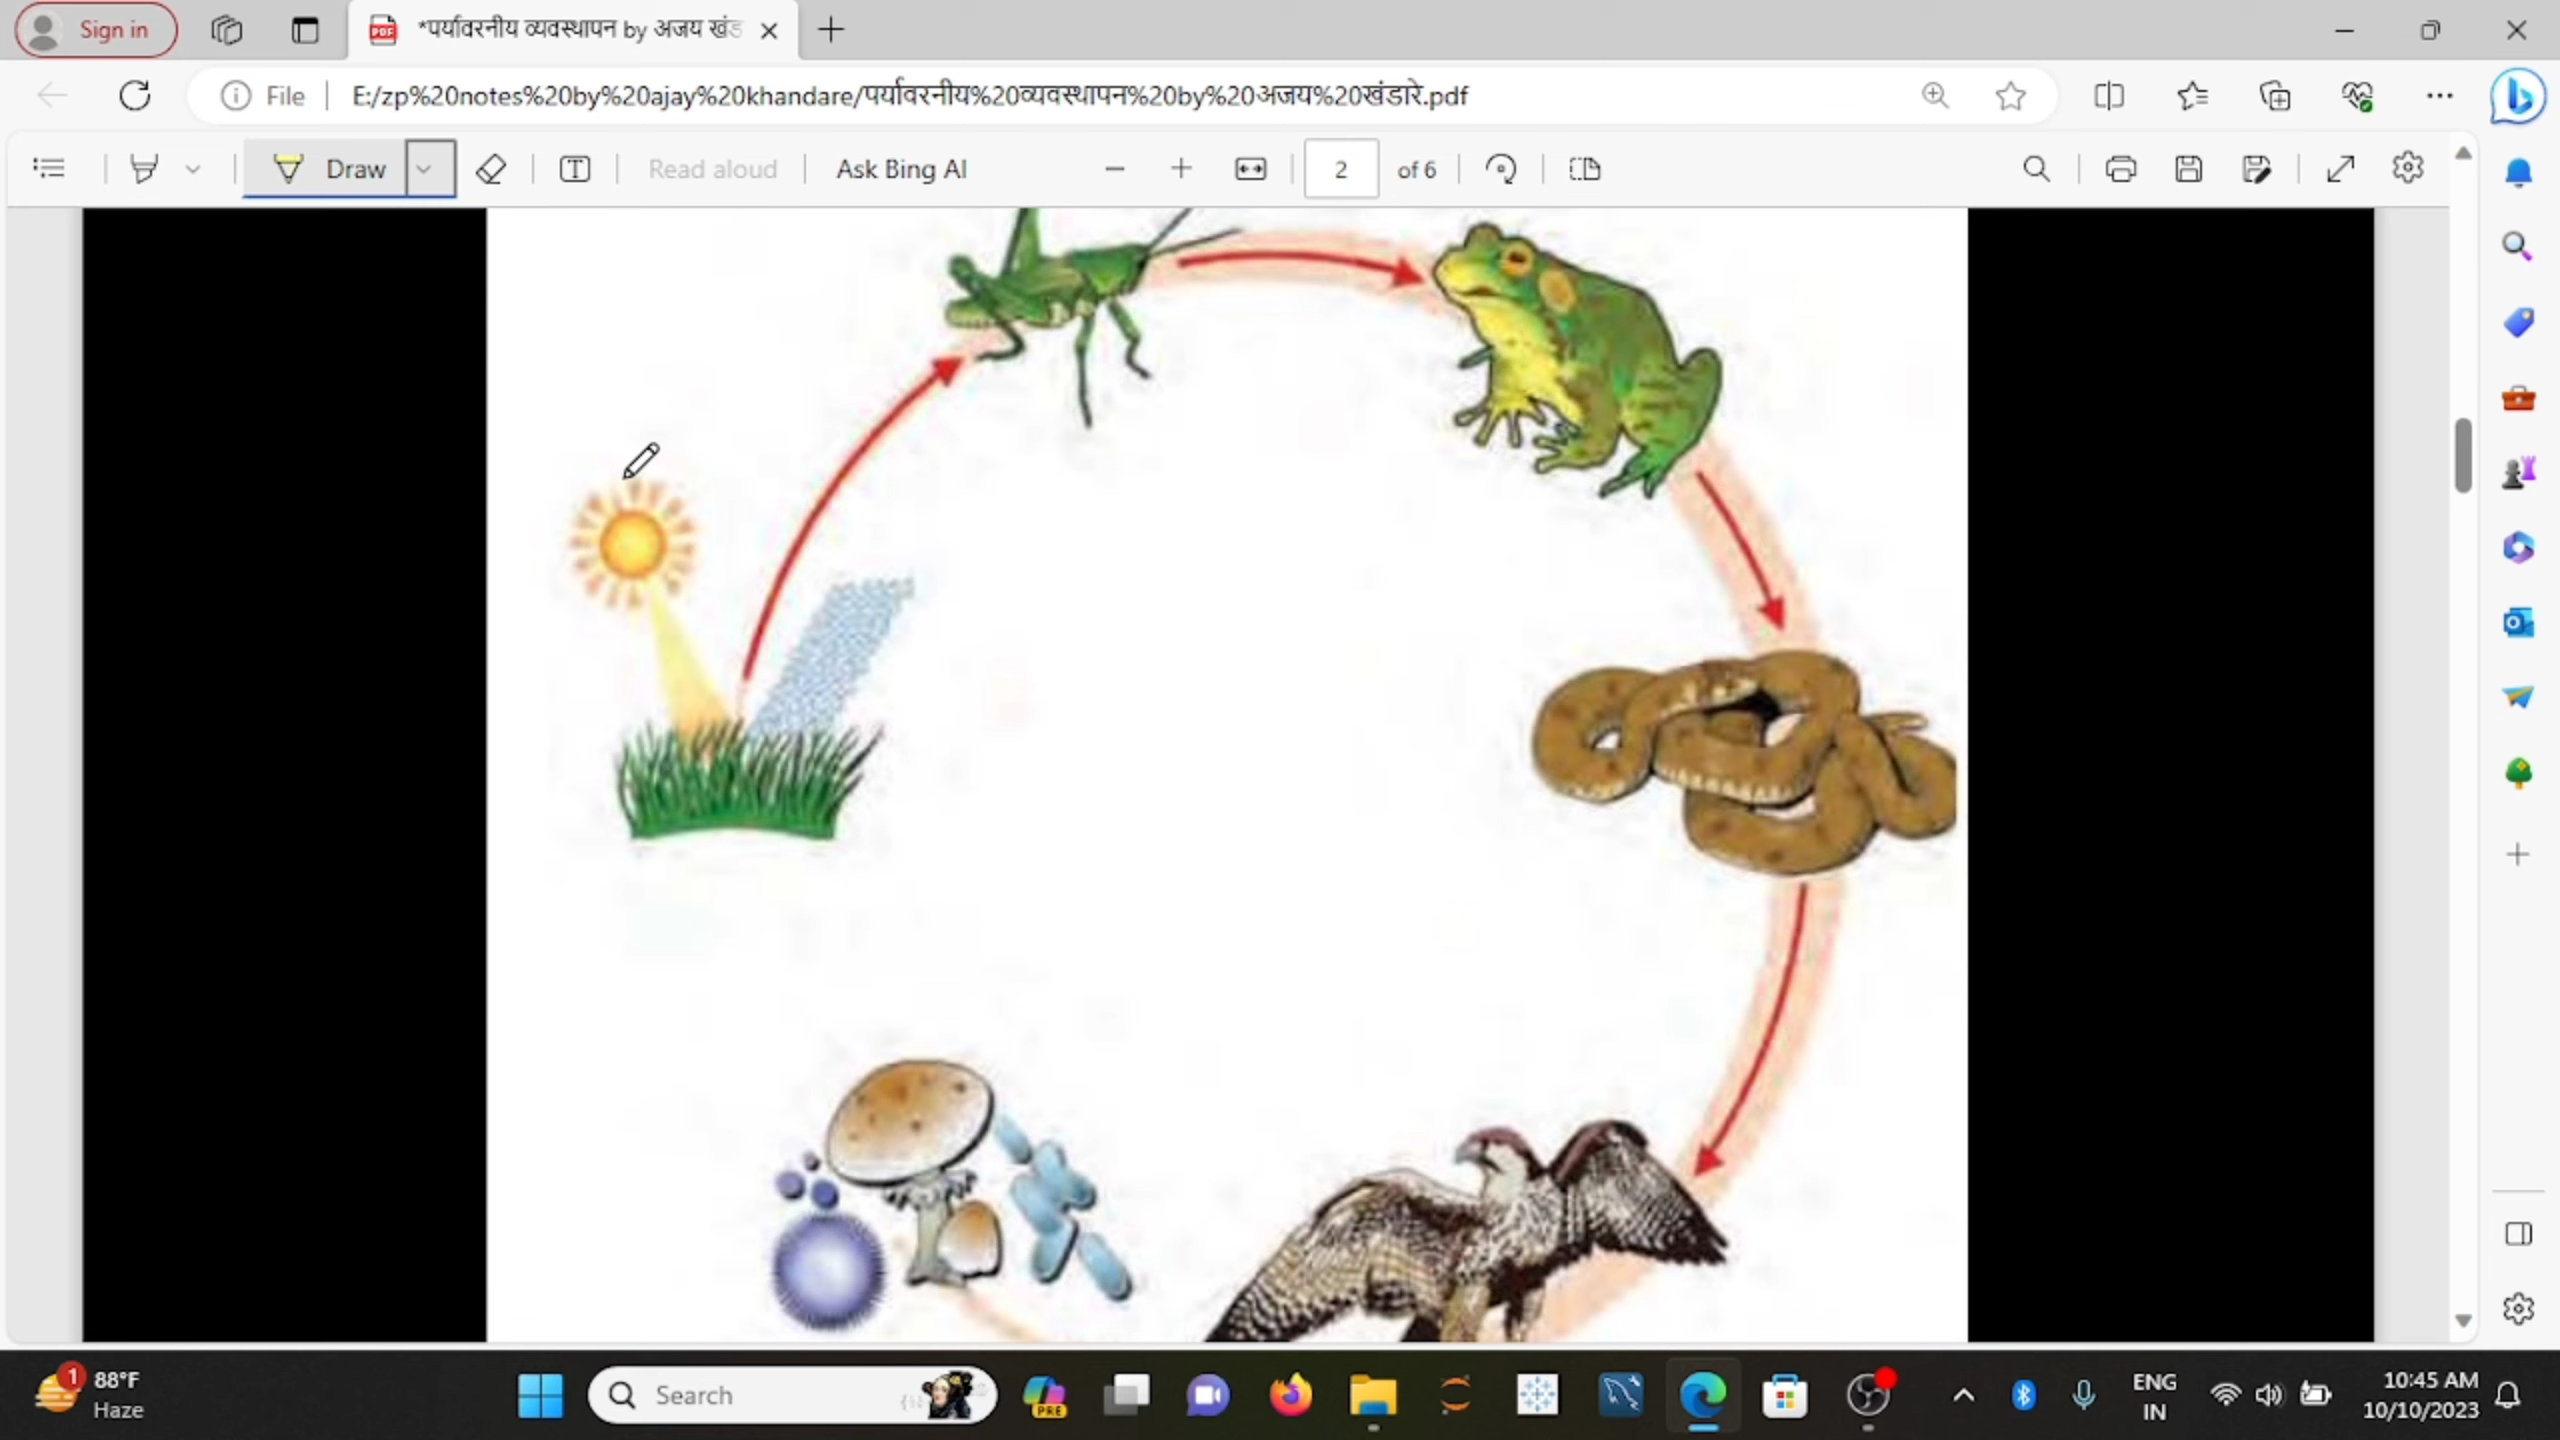 Sign in
*पर्यावरनीय व्यवस्थापन by अजय खंड
File
E:/zp%20notes%20by%20ajay%20khandare/पर्यावरनीय%20व्यवस्थापन%20by%20अजय%20खंडारे.pdf
Draw
Read aloud
Ask Bing AI
2
of 6
1
88°F
Haze
Search
PRE
ENG
IN
10:45 AM
10/10/2023